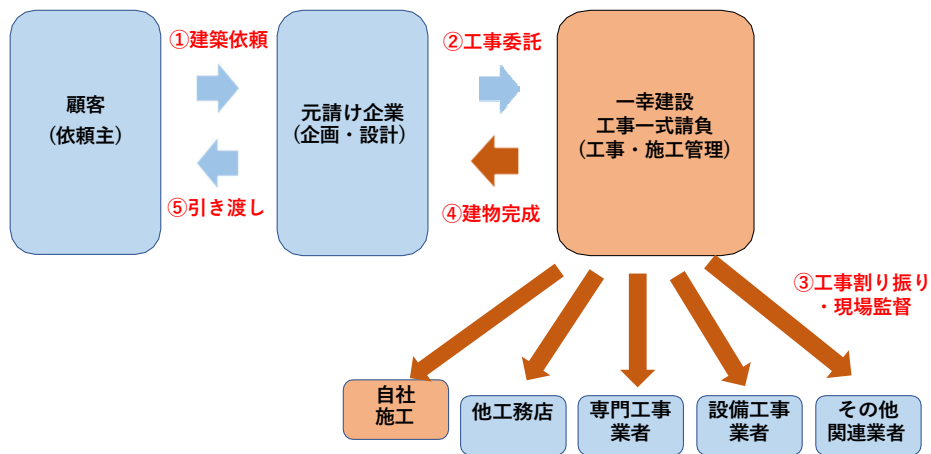 ①建築依頼
②工事委託
顧客
(依頼主)
元請け企業
(企画・設計)
一幸建設
工事一式請負
(工事・施工管理)
⑤引き渡し
④建物完成
③工事割り振り
・現場監督
自社
施工
他工務店
専門工事
業者
設備工事
業者
その他
関連業者